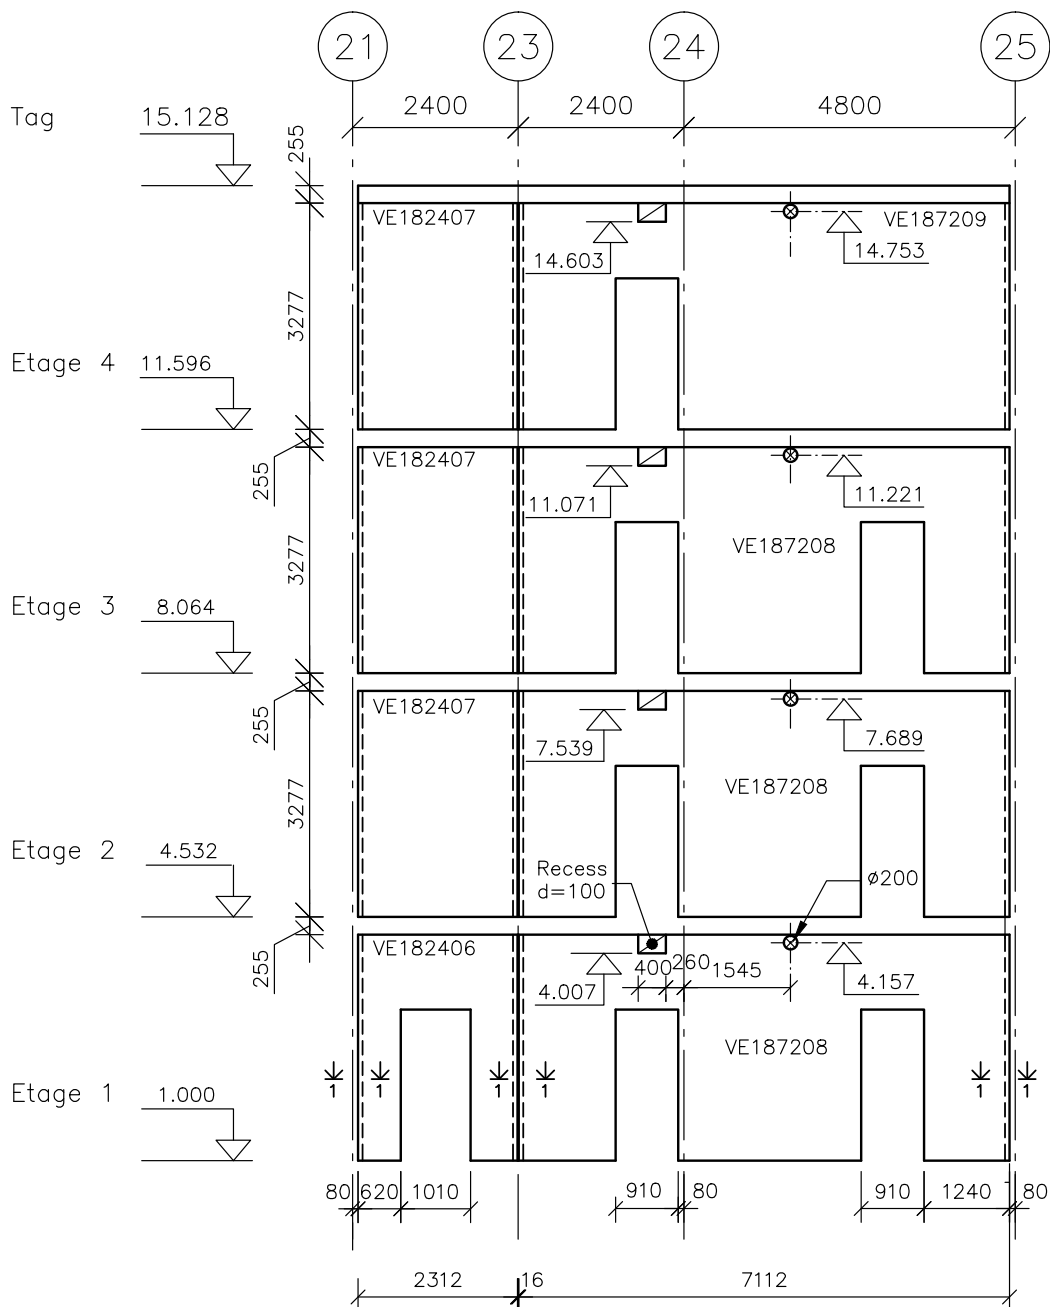 21 23 24 25
2400 2400 4800
Tag 15.128
255
VE182407 VE187209
14.603 14.753
3277
Etage 4 11.596
VE182407
255
11.071 11.221
VE187208
3277
Etage 3 8.064
VE182407
255
7.539 7.689
VE187208
3277
Etage 2 4.532
Recess
d=100
ø200
VE182406
255
400 260 1545
4.007 4.157
VE187208
1 1 1 1 1 1
Etage 1 1.000
80 620 1010 910 80 910 1240 80
2312 16 7112